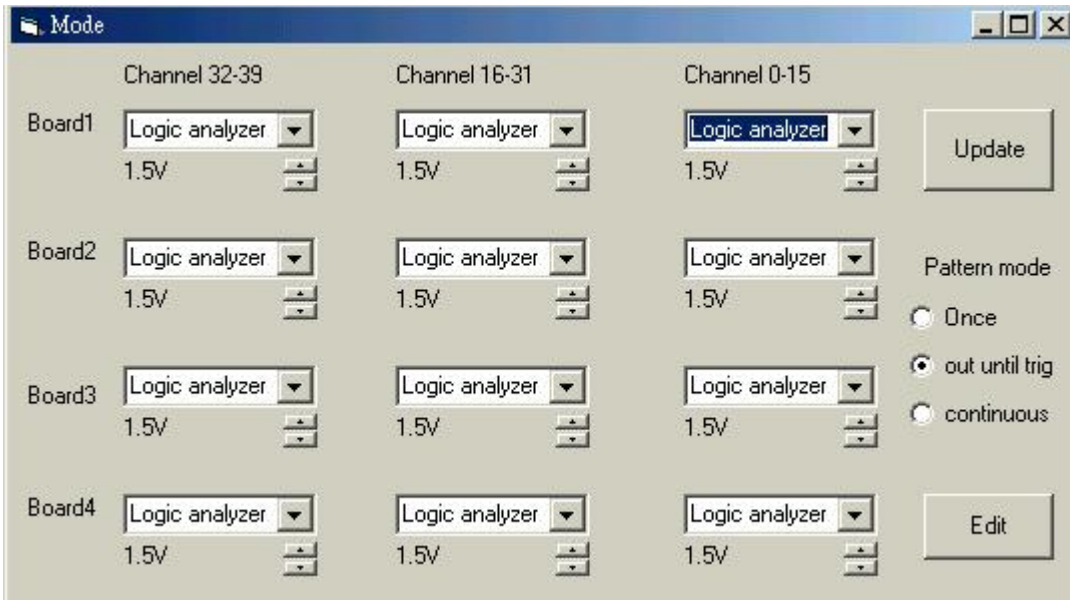 Mode
Channel 32-39 Channel 16-31 Channel 0-15
Board1 Logic analyzer Logic analyzer Logic analyzer
1.5V 1.5V 1.5V
Update
Board2 Logic analyzer Logic analyzer Logic analyzer
1.5V 1.5V 1.5V
Pattern mode
Once
out until trig
continuous
Board3 Logic analyzer Logic analyzer Logic analyzer
1.5V 1.5V 1.5V
Board4 Logic analyzer Logic analyzer Logic analyzer
1.5V 1.5V 1.5V
Edit